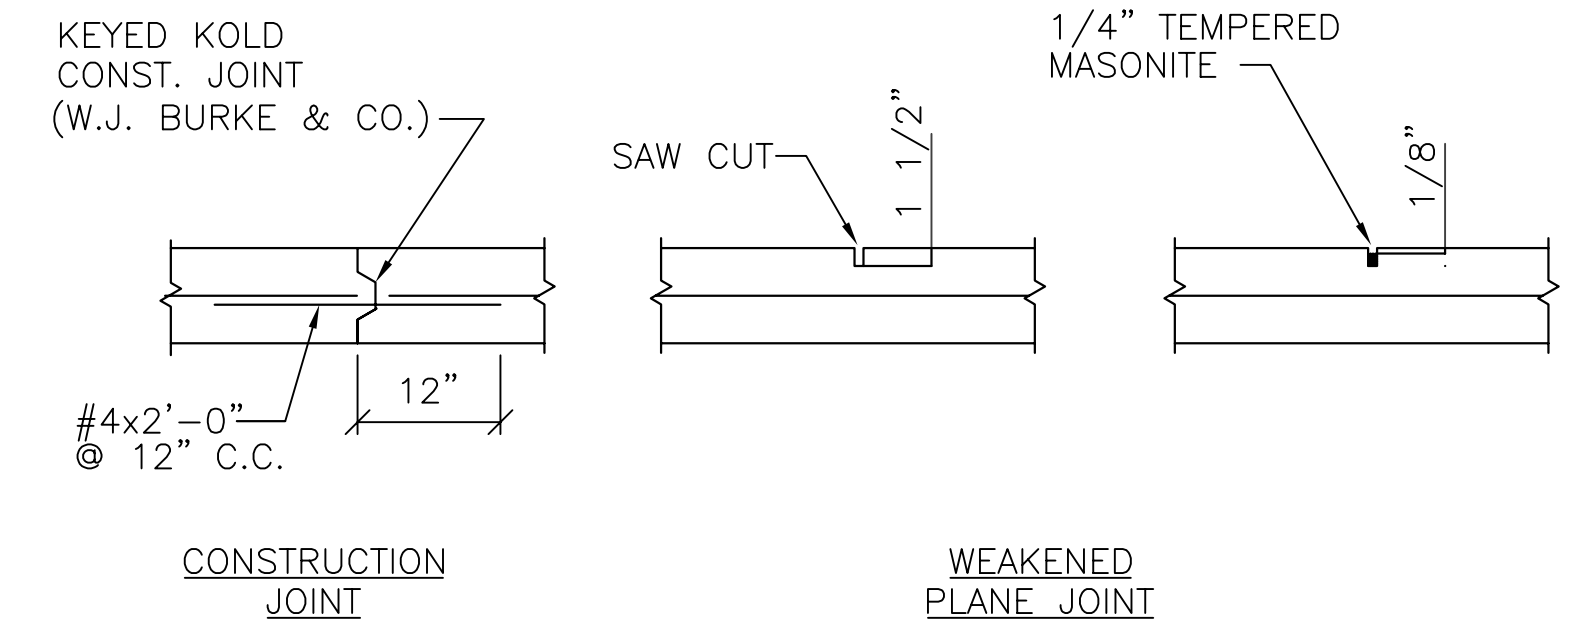 KEYED KOLD
CONST. JOINT
(W.J. BURKE & CO.)
#4x2'-0"
@ 12" C.C.
12"
CONSTRUCTION
JOINT
SAW CUT
1 1/2"
1/4" TEMPERED
MASONITE
1/8"
WEAKENED
PLANE JOINT